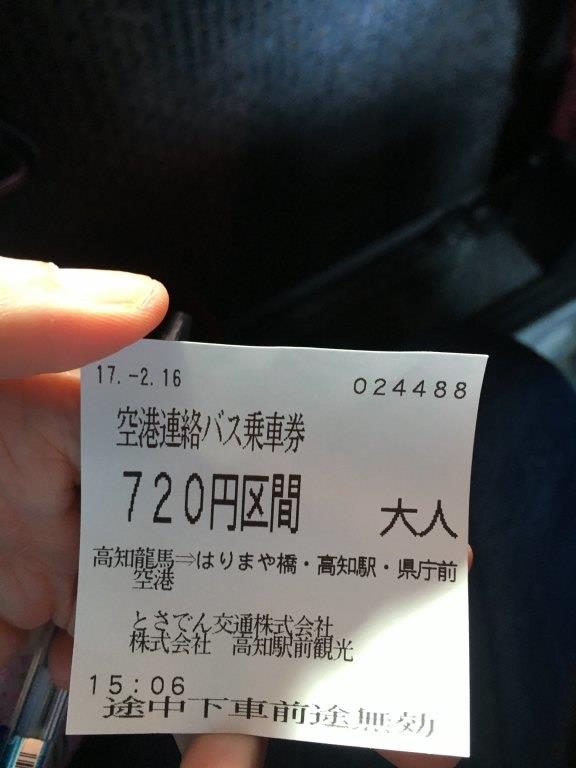 17.-2.16 024488
空港連絡バス乗車券
720円区間 大人
高知龍馬空港⇒はりまや橋・高知駅・県庁前
とさでん交通株式会社
株式会社 高知駅前観光
15:06
途中下車前途無効